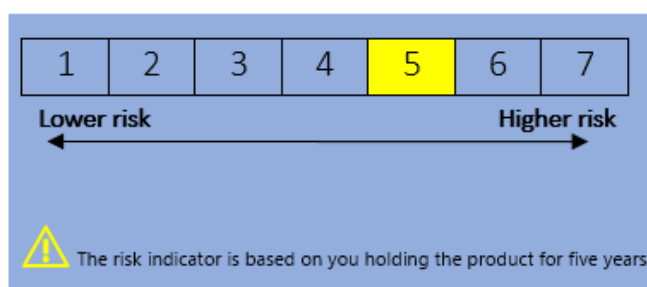 1 2 3 4 5 6 7
Lower risk Higher risk
The risk indicator is based on you holding the product for five years